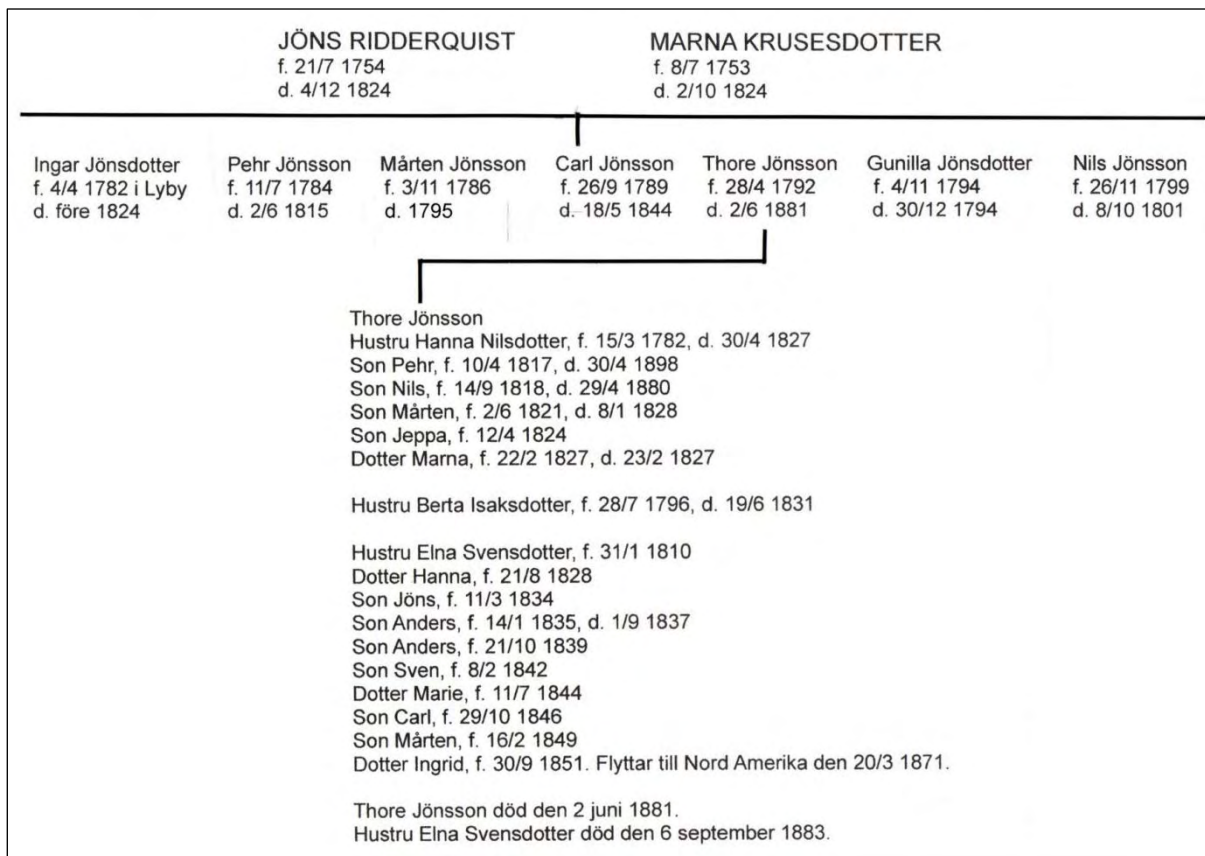 JÖNS RIDDERQUIST
f. 21/7 1754
d. 4/12 1824
MARNA KRUSESDOTTER
f. 8/7 1753
d. 2/10 1824
Ingar Jönsdotter
f. 4/4 1782 i Lyby
d. före 1824
Pehr Jönsson
f. 11/7 1784
d. 2/6 1815
Mårten Jönsson
f. 3/11 1786
d. 1795
Carl Jönsson
f. 26/9 1789
d. 18/5 1844
Thore Jönsson
f. 28/4 1792
d. 2/6 1881
Gunilla Jönsdotter
f. 4/11 1794
d. 30/12 1794
Nils Jönsson
f. 26/11 1799
d. 8/10 1801
Thore Jönsson
Hustru Hanna Nilsdotter, f. 15/3 1782, d. 30/4 1827
Son Pehr, f. 10/4 1817, d. 30/4 1898
Son Nils, f. 14/9 1818, d. 29/4 1880
Son Mårten, f. 2/6 1821, d. 8/1 1828
Son Jeppa, f. 12/4 1824
Dotter Marna, f. 22/2 1827, d. 23/2 1827
Hustru Berta Isaksdotter, f. 28/7 1796, d. 19/6 1831
Hustru Elna Svensdotter, f. 31/1 1810
Dotter Hanna, f. 21/8 1828
Son Jöns, f. 11/3 1834
Son Anders, f. 14/1 1835, d. 1/9 1837
Son Anders, f. 21/10 1839
Son Sven, f. 8/2 1842
Dotter Marie, f. 11/7 1844
Son Carl, f. 29/10 1846
Son Mårten, f. 16/2 1849
Dotter Ingrid, f. 30/9 1851. Flyttar till Nord Amerika den 20/3 1871.
Thore Jönsson död den 2 juni 1881.
Hustru Elna Svensdotter död den 6 september 1883.